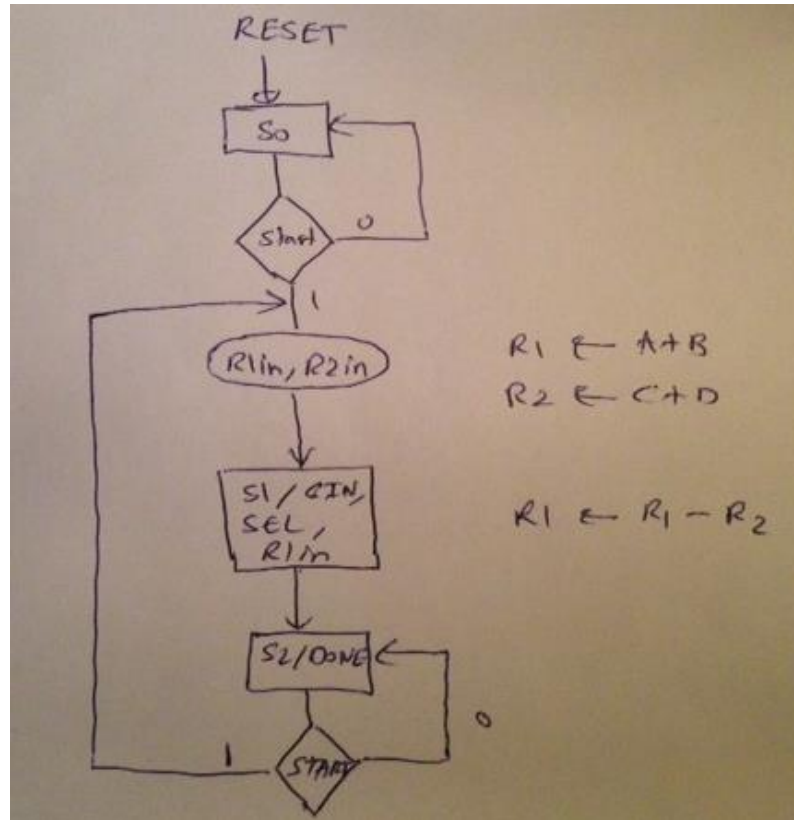 RESET
S0
Start
0
1
R1in, R2in
R1 ← A+B
R2 ← C+D
S1 / CIN,
SEL,
R1in
R1 ← R1 - R2
S2/DONE
0
1
START